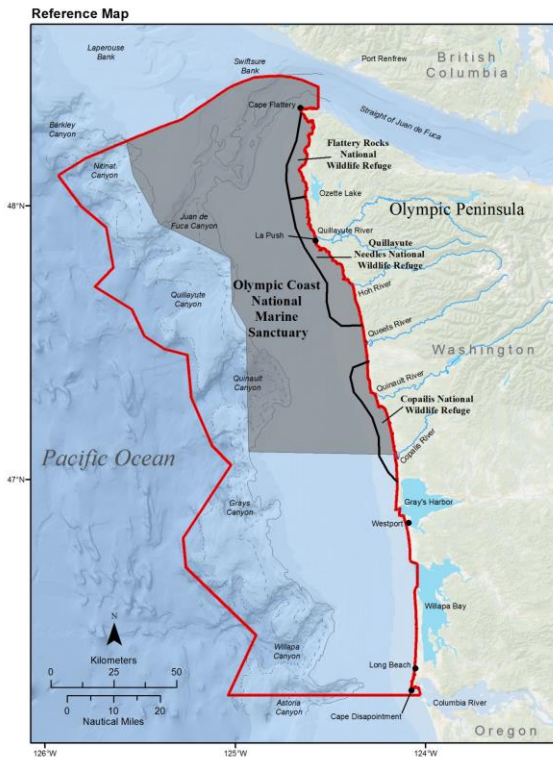 Reference Map
Laperouse Bank
Swiftsure Bank
Port Renfrew
British Columbia
Cape Flattery
Straight of Juan de Fuca
Barkley Canyon
Nitinat Canyon
Flattery Rocks
National
Wildlife Refuge
Ozette Lake
48°N
Juan de Fuca Canyon
Olympic Peninsula
La Push
Quillayute River
Quillayute
Needles National
Wildlife Refuge
Olympic Coast
National
Marine
Sanctuary
Hoh River
Quillayute Canyon
Queets River
Washington
Quinault Canyon
Quinault River
Copailis National
Wildlife Refuge
Copalis River
Pacific Ocean
47°N
Gray's Harbor
Grays Canyon
Westport
Willapa Bay
N
Willapa Canyon
Kilometers
0 25 50
Long Beach
0 10 20
Nautical Miles
Astoria Canyon
Cape Disapointment
Columbia River
Oregon
126°W
125°W
124°W